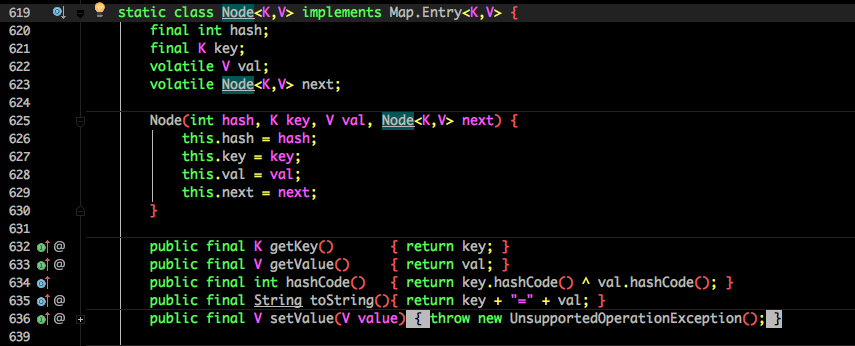 619 static class Node<K,V> implements Map.Entry<K,V> {
620 final int hash;
621 final K key;
622 volatile V val;
623 volatile Node<K,V> next;
624
625 Node(int hash, K key, V val, Node<K,V> next) {
626 this.hash = hash;
627 this.key = key;
628 this.val = val;
629 this.next = next;
630 }
631
632 @ public final K getKey() { return key; }
633 @ public final V getValue() { return val; }
634 public final int hashCode() { return key.hashCode() ^ val.hashCode(); }
635 @ public final String toString(){ return key + "=" + val; }
636 @ public final V setValue(V value) { throw new UnsupportedOperationException(); }
639